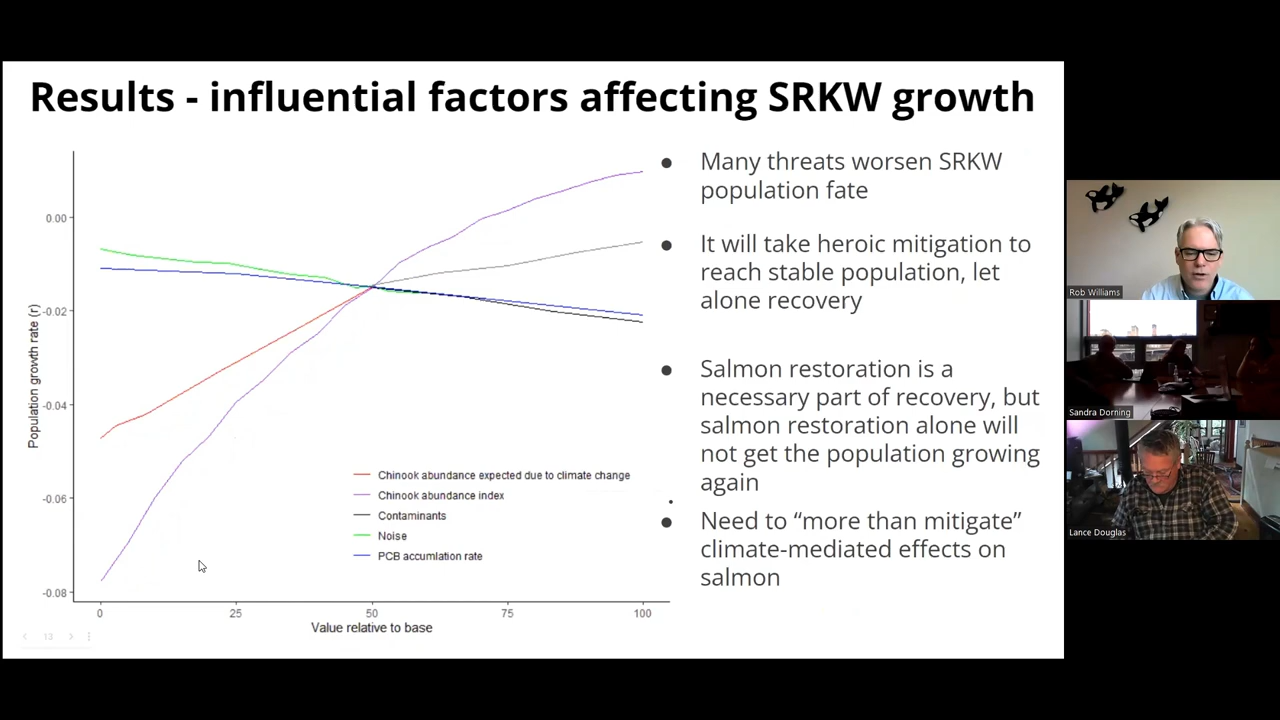 Results - influential factors affecting SRKW growth
Many threats worsen SRKW
population fate
It will take heroic mitigation to
reach stable population, let
alone recovery
Salmon restoration is a
necessary part of recovery, but
salmon restoration alone will
not get the population growing
again
Need to “more than mitigate”
climate-mediated effects on
salmon
Population growth rate (r)
0.00
-0.02
-0.04
-0.06
-0.08
0
25
50
75
100
Value relative to base
Chinook abundance expected due to climate change
Chinook abundance index
Contaminants
Noise
PCB accumlation rate
13
Rob Williams
Sandra Dorning
Lance Douglas